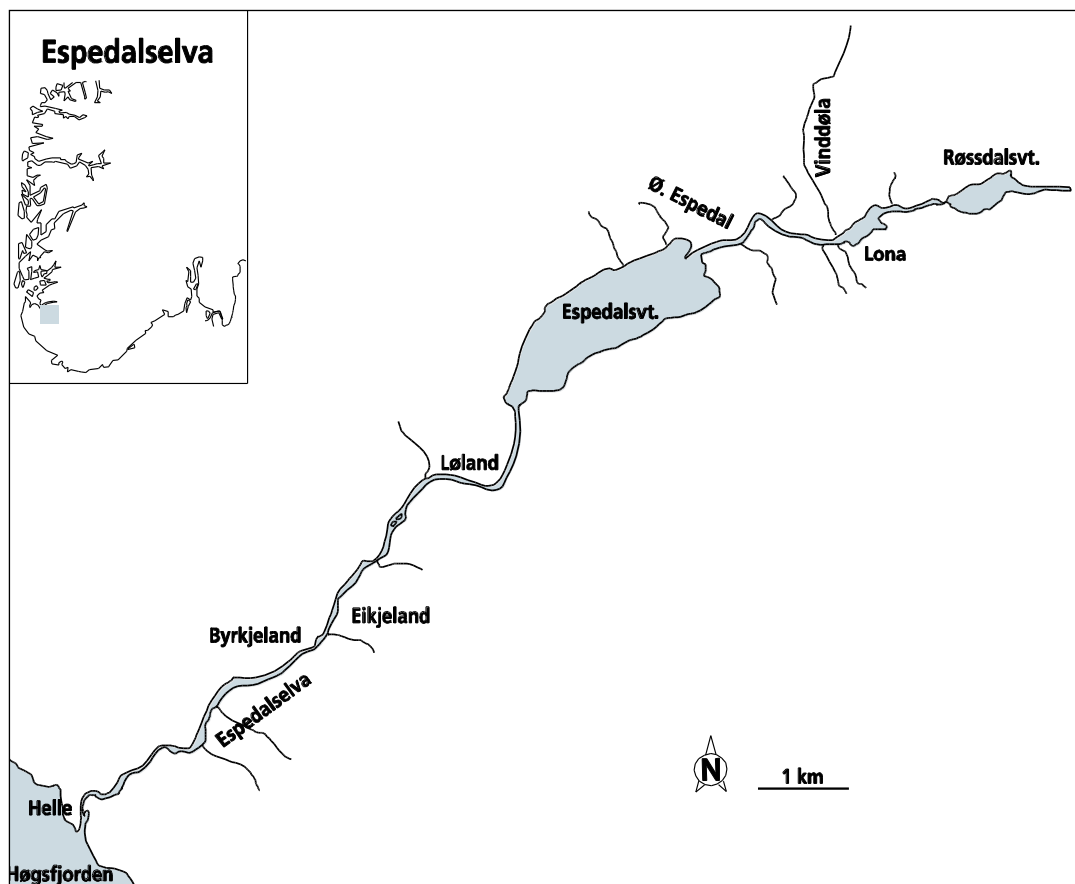 Espedalselva
Vinddøla
Røssdalsvt.
Ø. Espedal
Lona
Espedalsvt.
Løland
Eikjeland
Byrkjeland
Espedalselva
N
1 km
Helle
Høgsfjorden